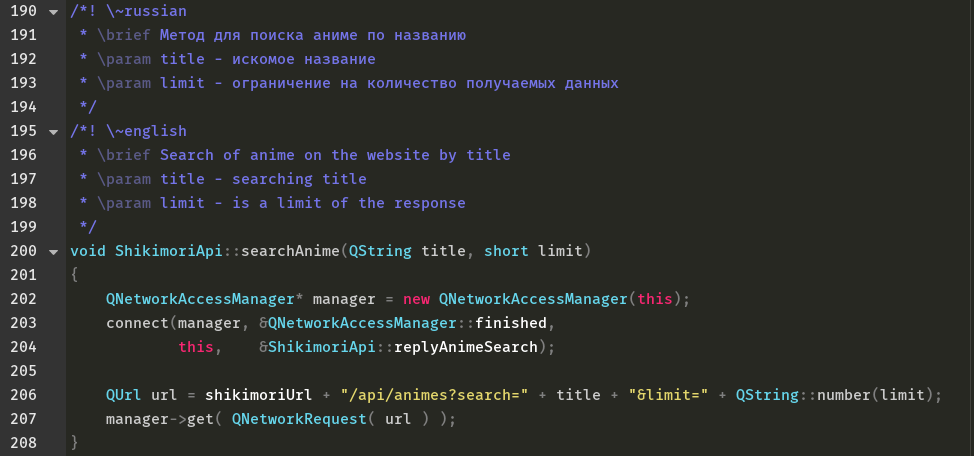 190 /*! \~russian
191  * \brief Метод для поиска аниме по названию
192  * \param title - искомое название
193  * \param limit - ограничение на количество получаемых данных
194  */
195 /*! \~english
196  * \brief Search of anime on the website by title
197  * \param title - searching title
198  * \param limit - is a limit of the response
199  */
200 void ShikimoriApi::searchAnime(QString title, short limit)
201 {
202     QNetworkAccessManager* manager = new QNetworkAccessManager(this);
203     connect(manager, &QNetworkAccessManager::finished,
204             this,    &ShikimoriApi::replyAnimeSearch);
205
206     QUrl url = shikimoriUrl + "/api/animes?search=" + title + "&limit=" + QString::number(limit);
207     manager->get( QNetworkRequest( url ) );
208 }